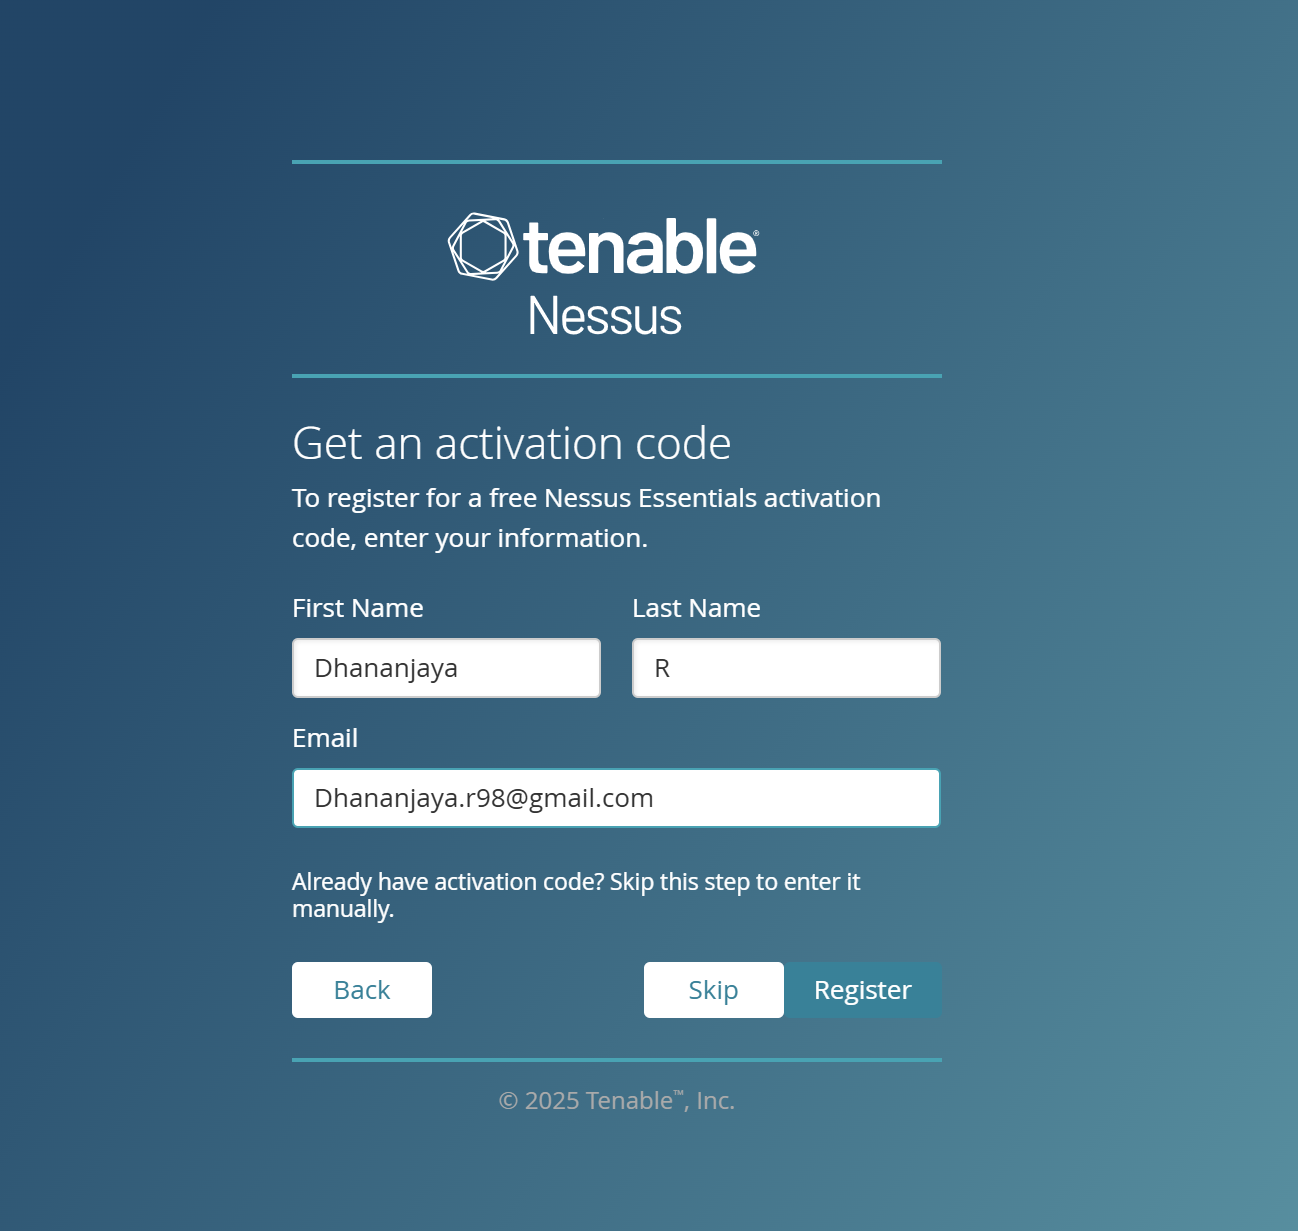 tenable®
Nessus
Get an activation code
To register for a free Nessus Essentials activation
code, enter your information.
First Name
Last Name
Dhananjaya
R
Email
Dhananjaya.r98@gmail.com
Already have activation code? Skip this step to enter it
manually.
Back
Skip
Register
© 2025 Tenable™, Inc.